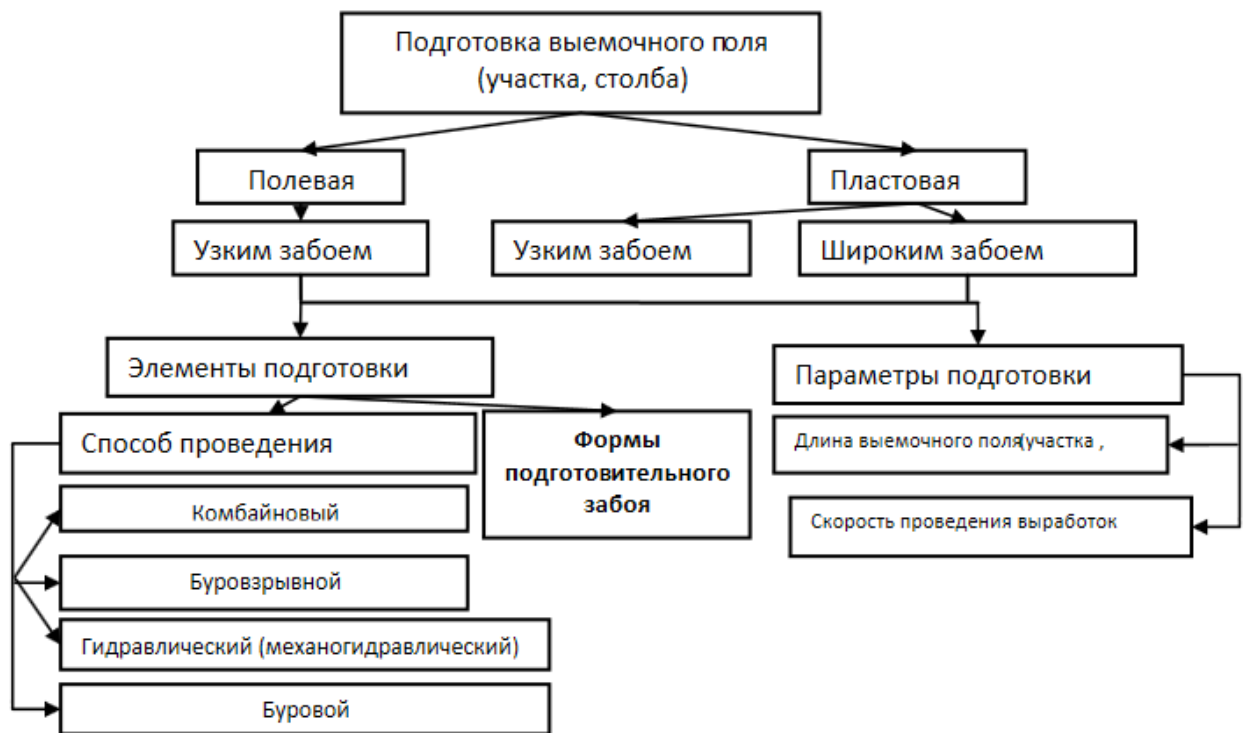 Подготовка выемочного поля
(участка, столба)
Полевая
Пластовая
Узким забоем
Узким забоем
Широким забоем
Элементы подготовки
Параметры подготовки
Способ проведения
Формы
подготовительного
забоя
Длина выемочного поля(участка ,
Комбайновый
Скорость проведения выработок
Буровзрывной
Гидравлический (механогидравлический)
Буровой